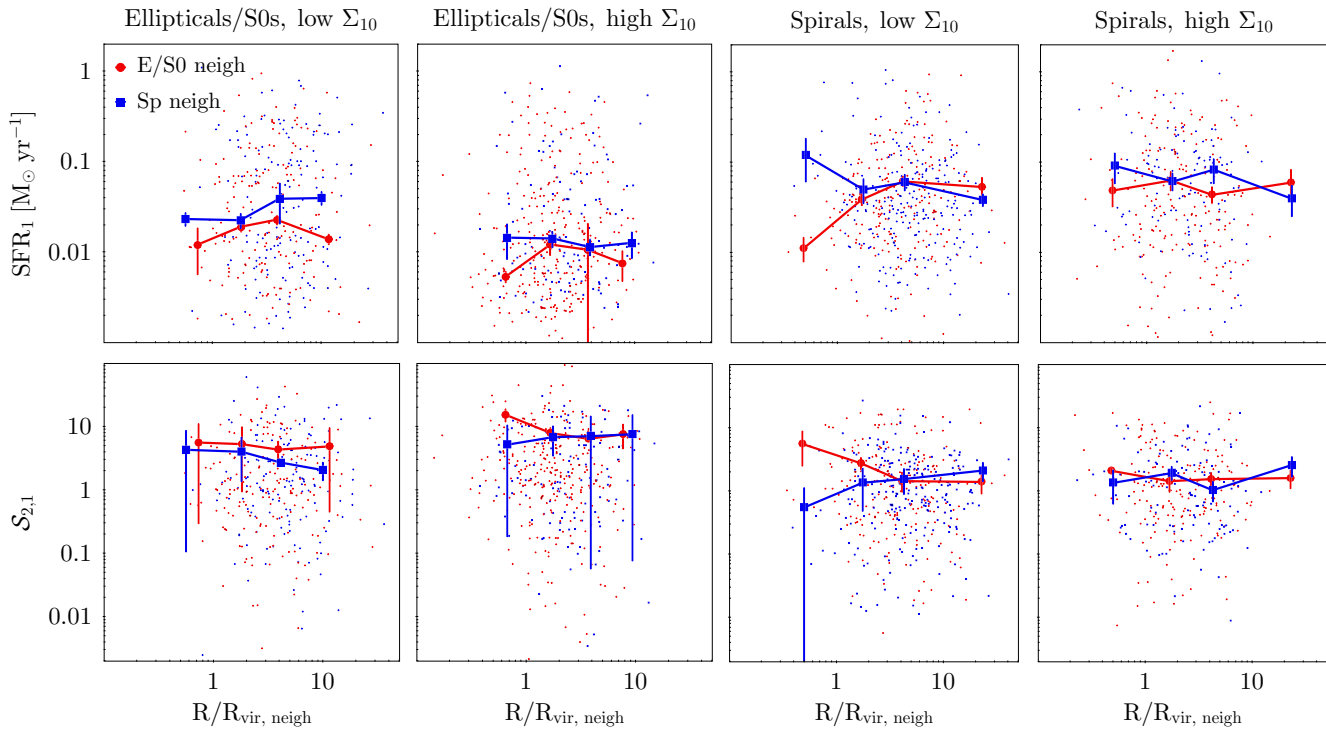 Ellipticals/S0s, low Σ₁₀
Ellipticals/S0s, high Σ₁₀
Spirals, low Σ₁₀
Spirals, high Σ₁₀
E/S0 neigh
Sp neigh
SFR₁ [M⊙ yr⁻¹]
1
0.1
0.01
𝒮₂,₁
10
1
0.1
0.01
1 10
1 10
1 10
1 10
R/Rvir, neigh
R/Rvir, neigh
R/Rvir, neigh
R/Rvir, neigh